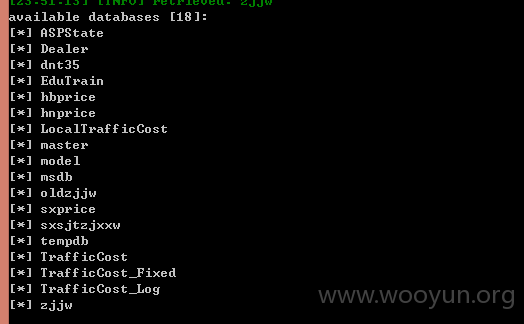 [23:51:13] [INFO] retrieved: zjjw
available databases [18]:
[*] ASPState
[*] Dealer
[*] dnt35
[*] EduTrain
[*] hbprice
[*] hnprice
[*] LocalTrafficCost
[*] master
[*] model
[*] msdb
[*] oldzjjw
[*] sxprice
[*] sxsjtzjxxw
[*] tempdb
[*] TrafficCost
[*] TrafficCost_Fixed
[*] TrafficCost_Log
[*] zjjw
www.wooyun.org